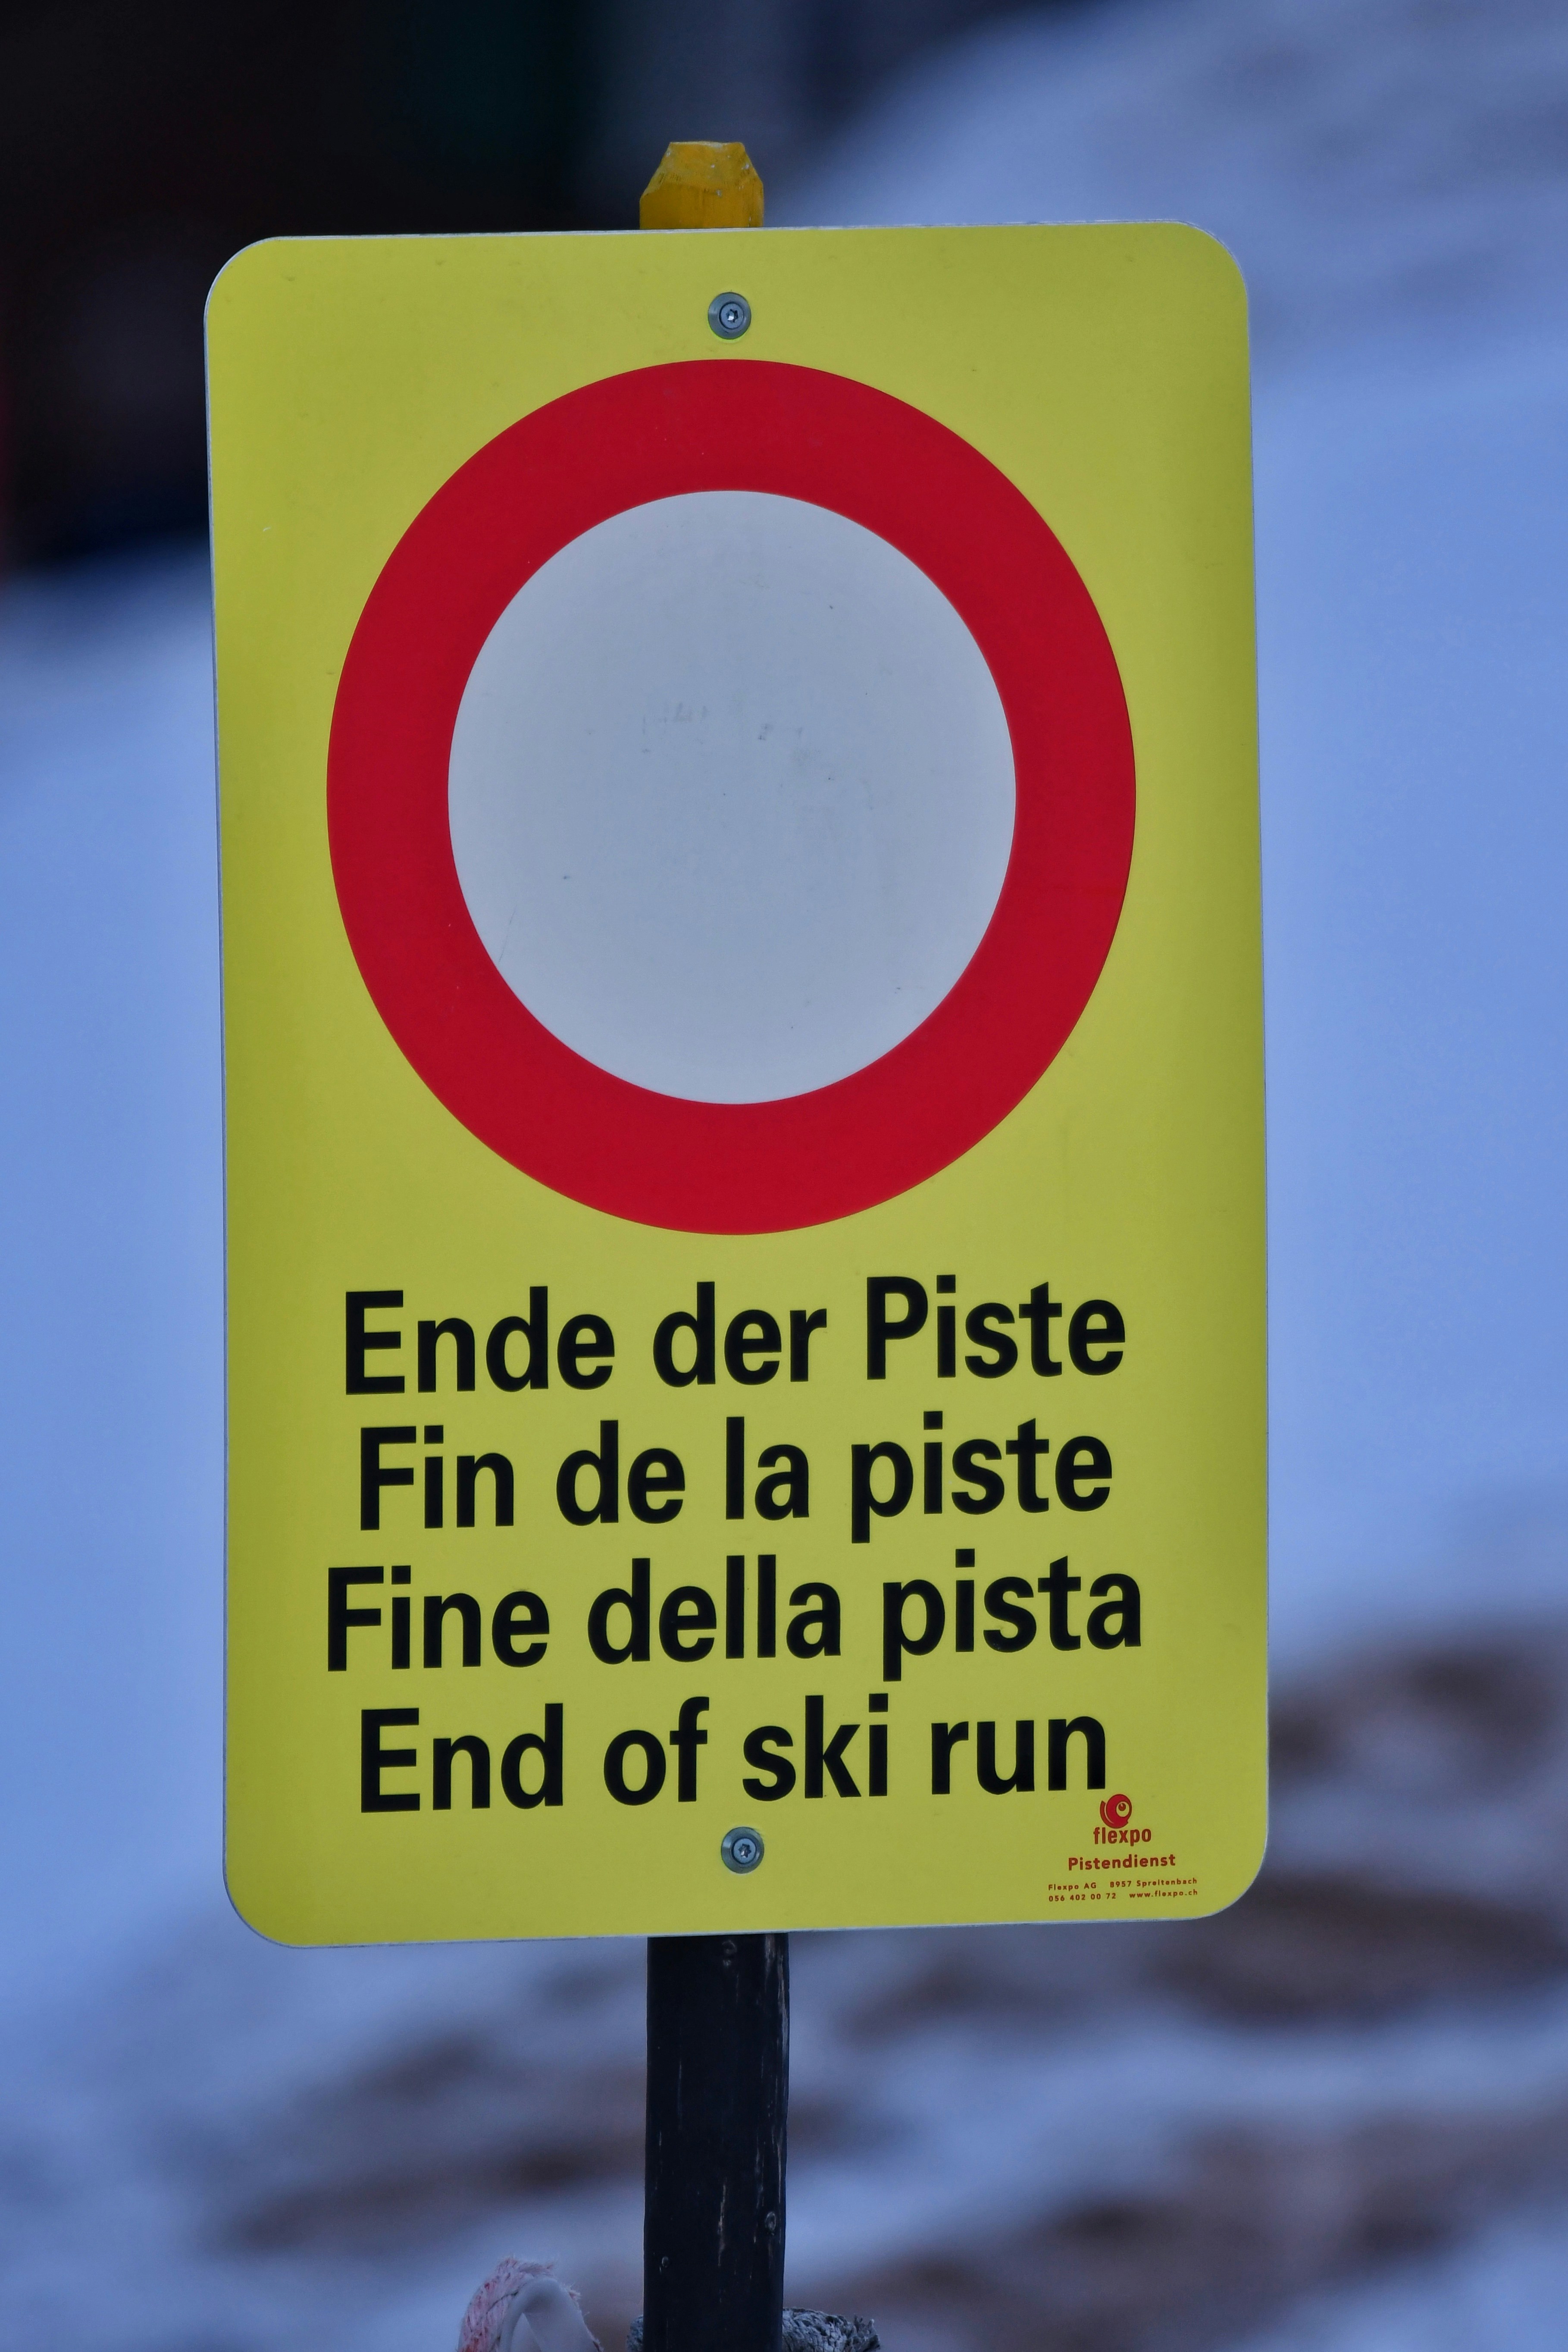 Ende der Piste
Fin de la piste
Fine della pista
End of ski run
flexpo
Pistendienst
Flexpo AG 8957 Spreitenbach
056 402 00 72 www.flexpo.ch